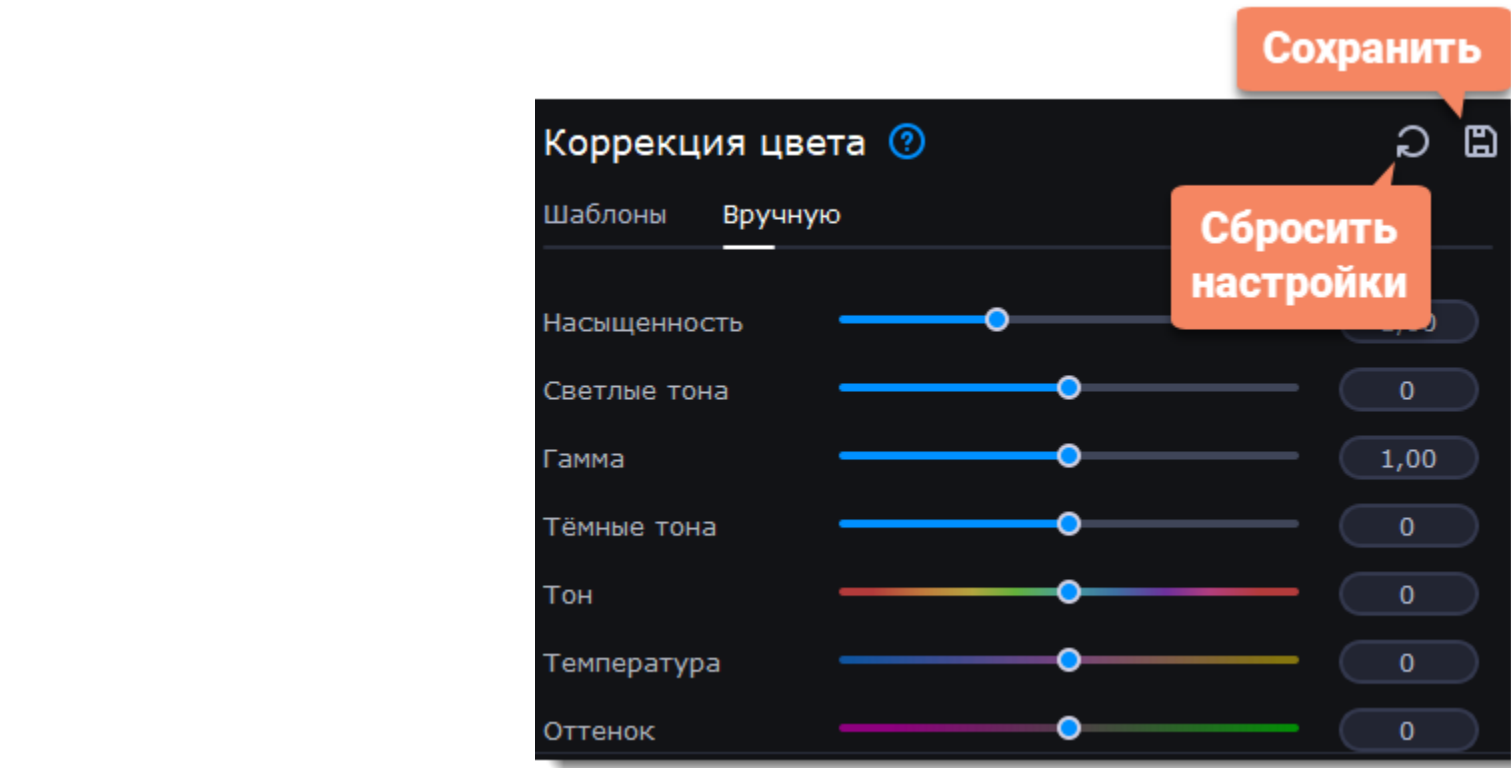 Сохранить
Коррекция цвета ?
Шаблоны Вручную
Сбросить
настройки
Насыщенность
Светлые тона 0
Гамма 1,00
Тёмные тона 0
Тон 0
Температура 0
Оттенок 0